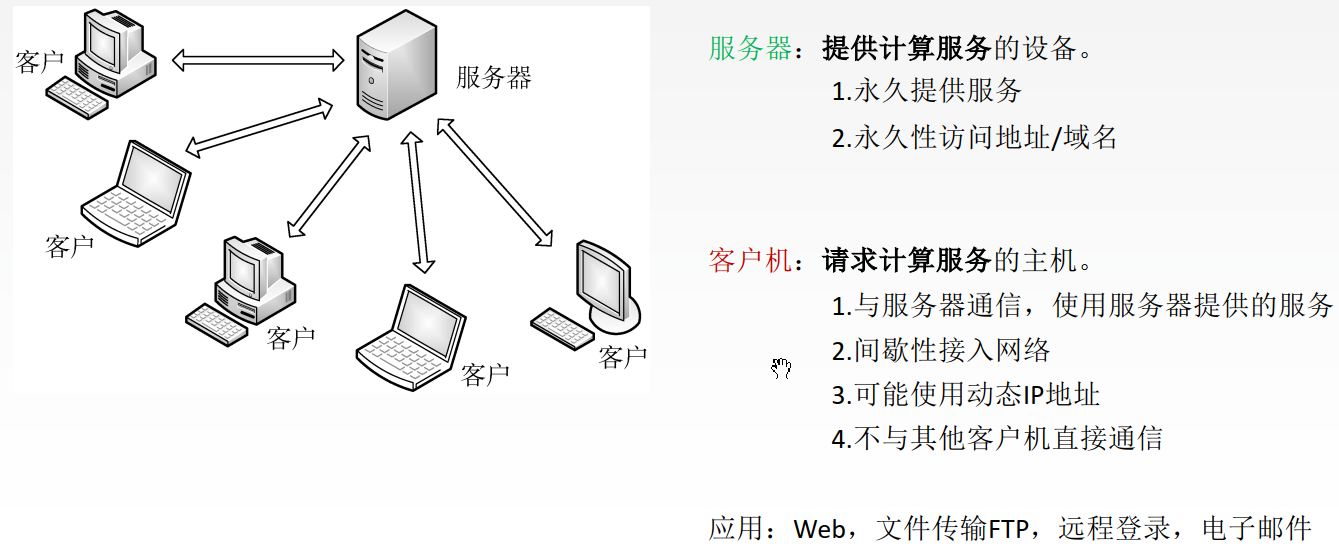 客户
服务器
客户
客户
客户
客户
服务器：提供计算服务的设备。
1.永久提供服务
2.永久性访问地址/域名
客户机：请求计算服务的主机。
1.与服务器通信，使用服务器提供的服务
2.间歇性接入网络
3.可能使用动态IP地址
4.不与其他客户机直接通信
应用：Web，文件传输FTP，远程登录，电子邮件